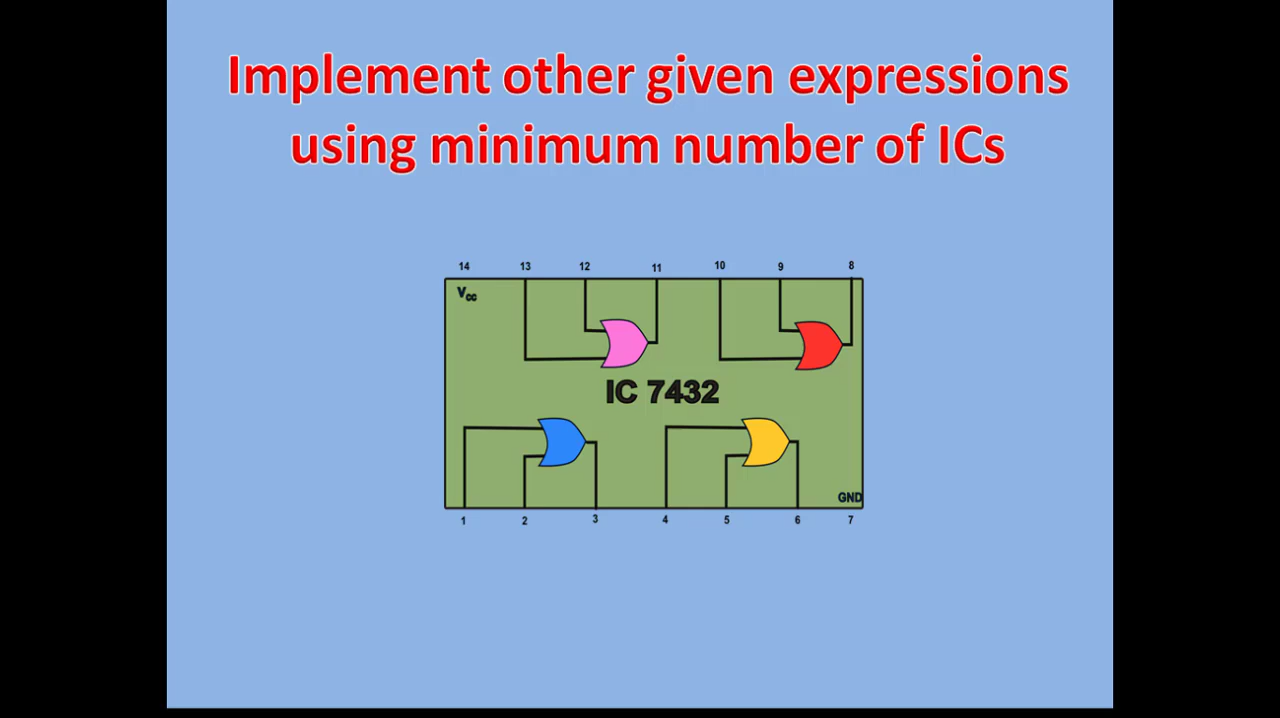 Implement other given expressions
using minimum number of ICs
14 13 12 11 10 9 8
VCC
IC 7432
GND
1 2 3 4 5 6 7